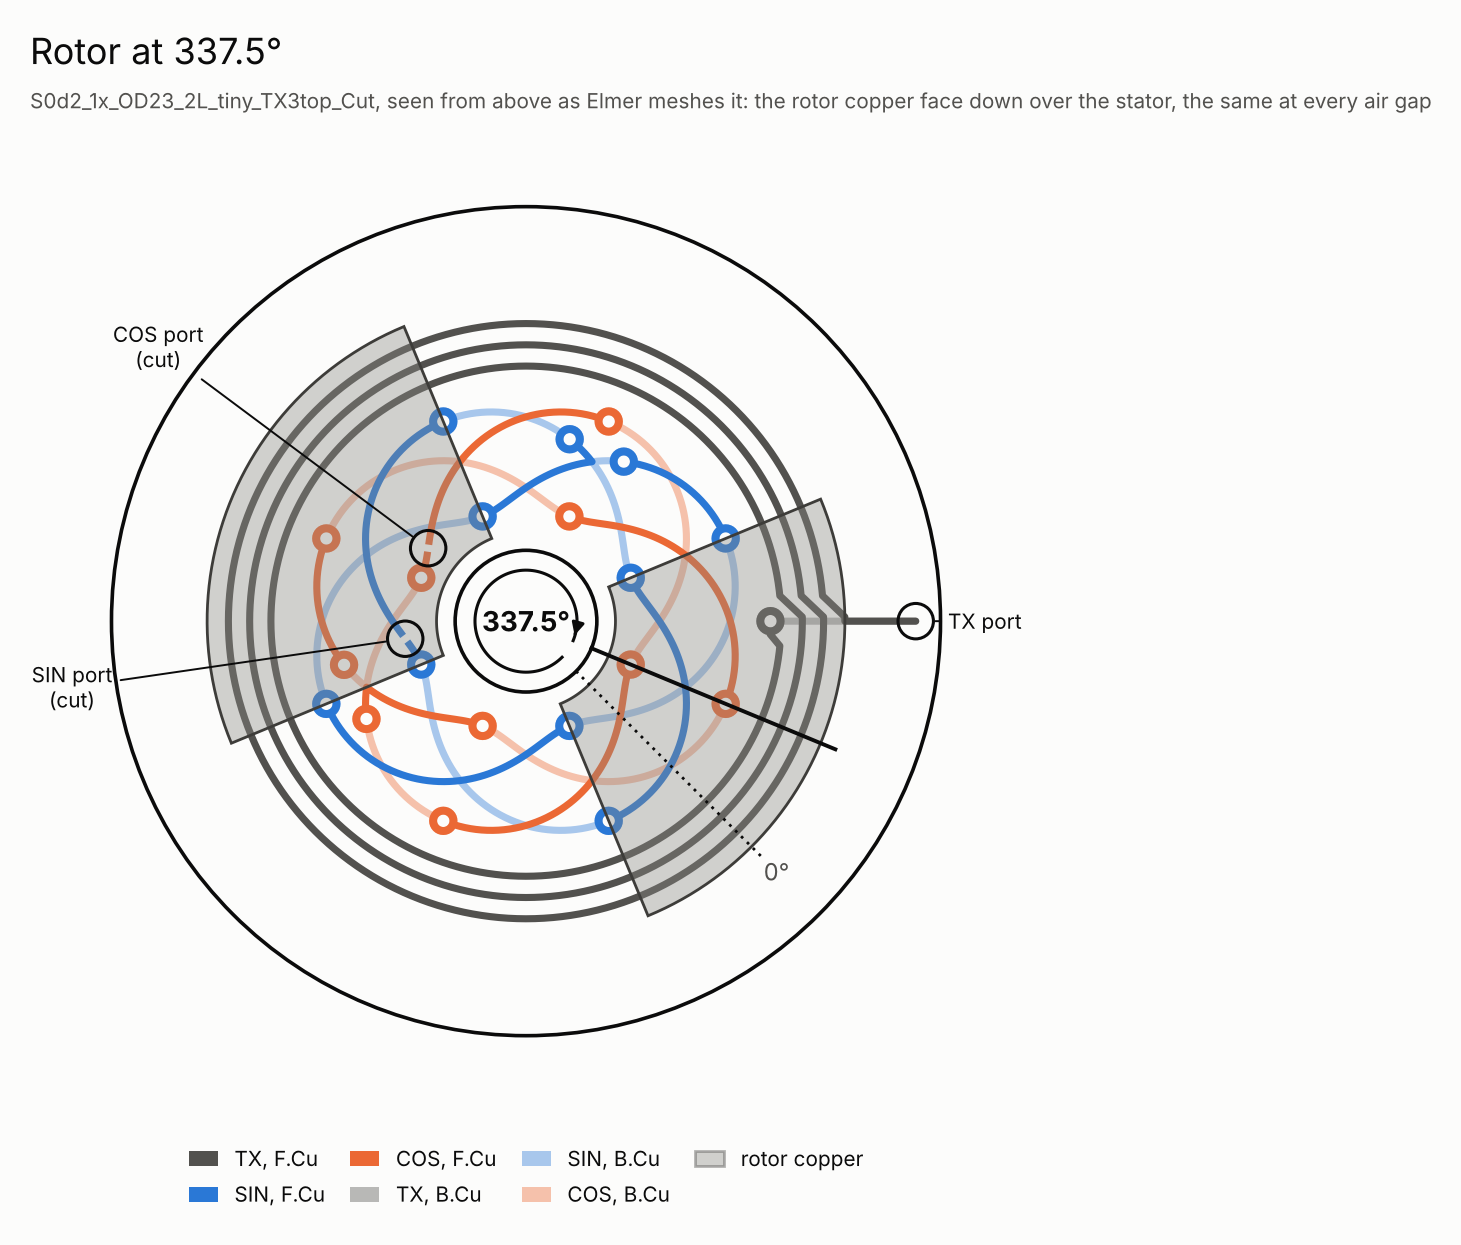 Rotor at 337.5°
S0d2_1x_OD23_2L_tiny_TX3top_Cut, seen from above as Elmer meshes it: the rotor copper face down over the stator, the same at every air gap
COS port
(cut)
337.5°
TX port
SIN port
(cut)
0°
TX, F.Cu
COS, F.Cu
SIN, B.Cu
rotor copper
SIN, F.Cu
TX, B.Cu
COS, B.Cu